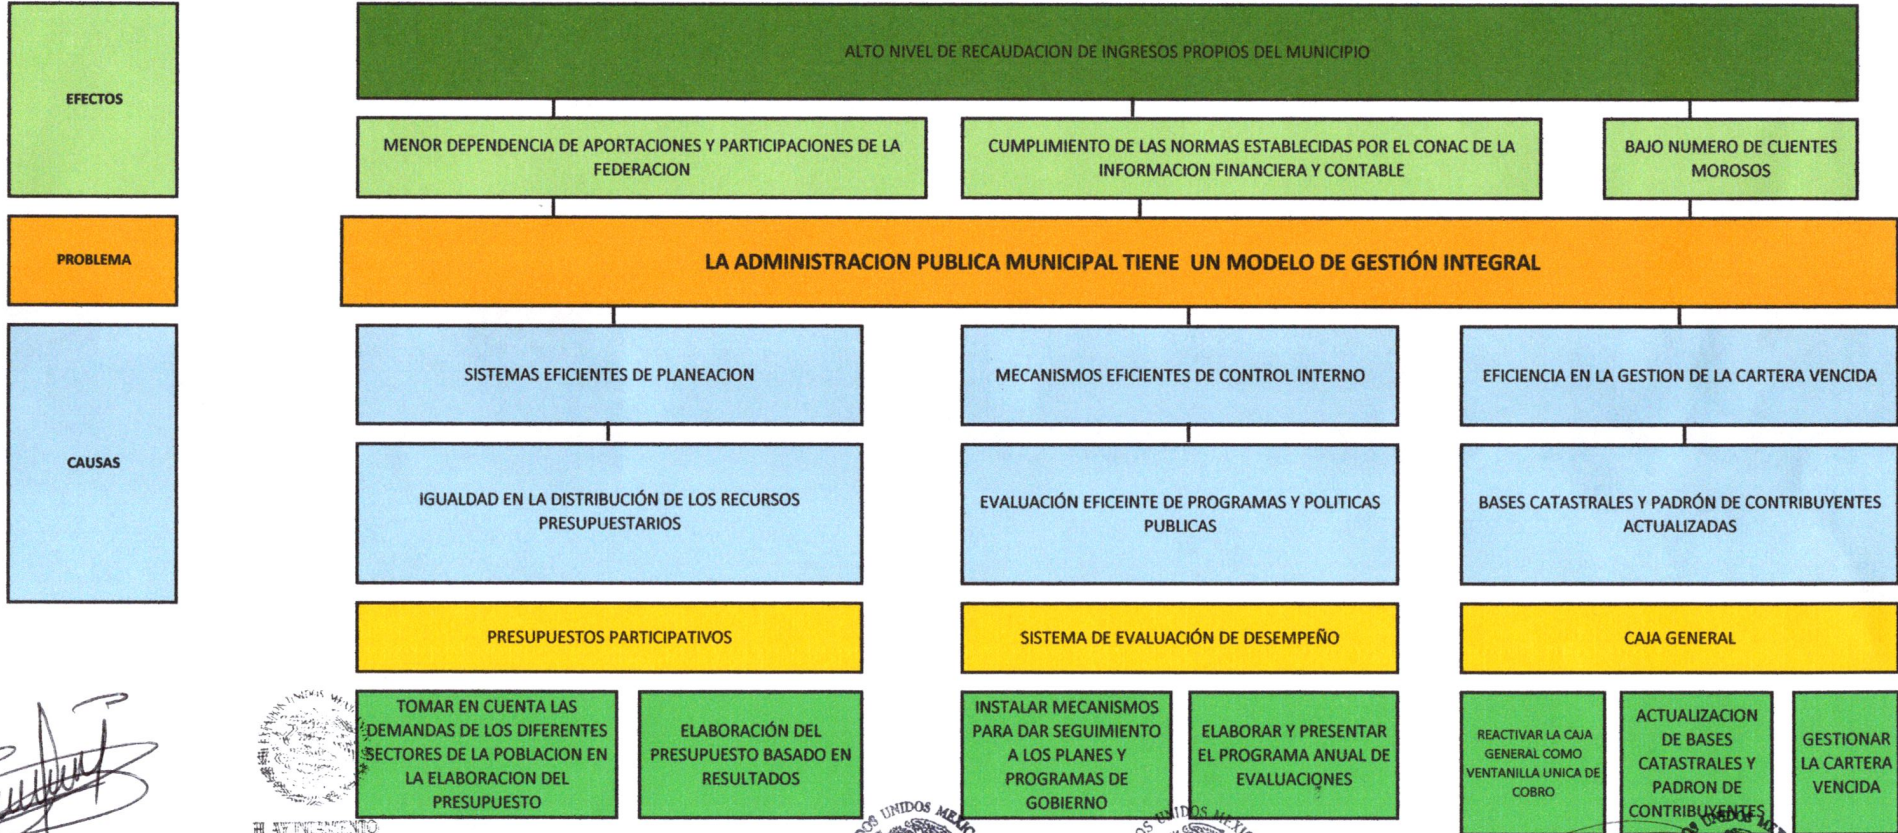 EFECTOS
ALTO NIVEL DE RECAUDACION DE INGRESOS PROPIOS DEL MUNICIPIO
MENOR DEPENDENCIA DE APORTACIONES Y PARTICIPACIONES DE LA
FEDERACION
CUMPLIMIENTO DE LAS NORMAS ESTABLECIDAS POR EL CONAC DE LA
INFORMACION FINANCIERA Y CONTABLE
BAJO NUMERO DE CLIENTES
MOROSOS
PROBLEMA
LA ADMINISTRACION PUBLICA MUNICIPAL TIENE UN MODELO DE GESTIÓN INTEGRAL
CAUSAS
SISTEMAS EFICIENTES DE PLANEACION
MECANISMOS EFICIENTES DE CONTROL INTERNO
EFICIENCIA EN LA GESTION DE LA CARTERA VENCIDA
IGUALDAD EN LA DISTRIBUCIÓN DE LOS RECURSOS
PRESUPUESTARIOS
EVALUACIÓN EFICEINTE DE PROGRAMAS Y POLITICAS
PUBLICAS
BASES CATASTRALES Y PADRÓN DE CONTRIBUYENTES
ACTUALIZADAS
PRESUPUESTOS PARTICIPATIVOS
SISTEMA DE EVALUACIÓN DE DESEMPEÑO
CAJA GENERAL
TOMAR EN CUENTA LAS
DEMANDAS DE LOS DIFERENTES
SECTORES DE LA POBLACION EN
LA ELABORACION DEL
PRESUPUESTO
ELABORACIÓN DEL
PRESUPUESTO BASADO EN
RESULTADOS
INSTALAR MECANISMOS
PARA DAR SEGUIMIENTO
A LOS PLANES Y
PROGRAMAS DE
GOBIERNO
ELABORAR Y PRESENTAR
EL PROGRAMA ANUAL DE
EVALUACIONES
REACTIVAR LA CAJA
GENERAL COMO
VENTANILLA UNICA DE
COBRO
ACTUALIZACION
DE BASES
CATASTRALES Y
PADRON DE
CONTRIBUYENTES
GESTIONAR
LA CARTERA
VENCIDA
UNIDOS
UNIDOS
UNIDOS